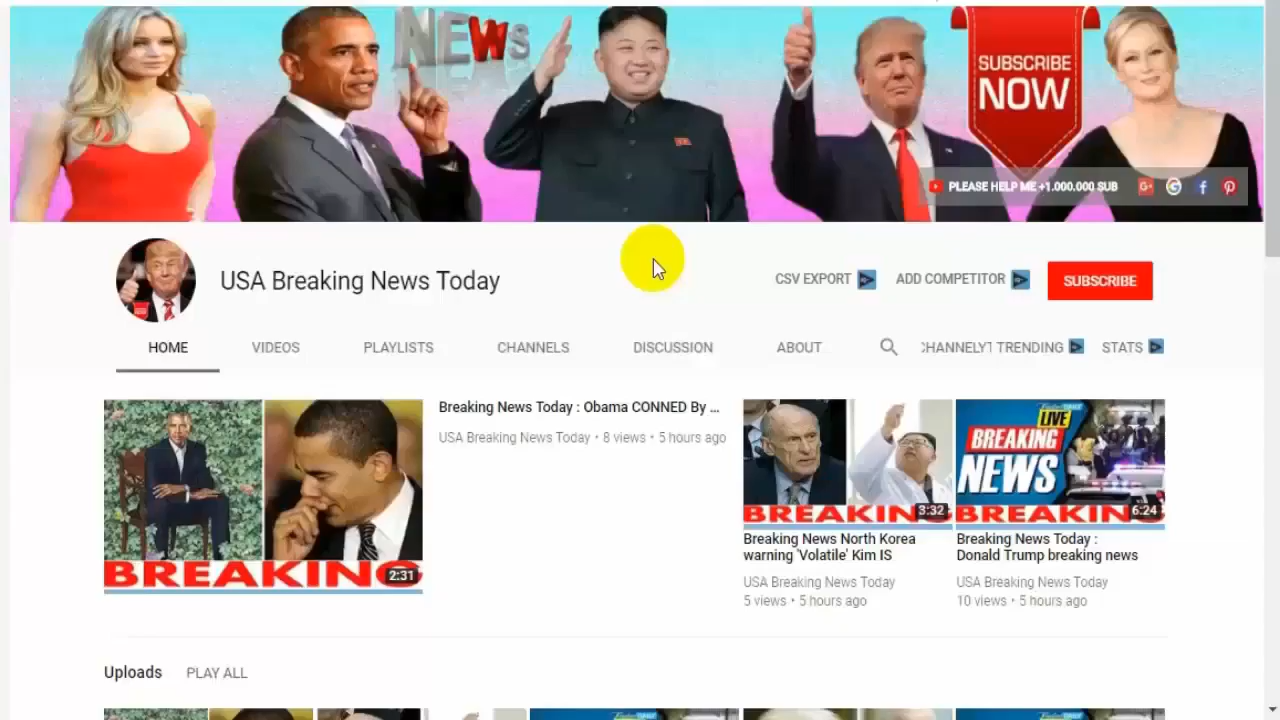 NEWS
SUBSCRIBE
NOW
PLEASE HELP ME +1.000.000 SUB
USA Breaking News Today
CSV EXPORT
ADD COMPETITOR
SUBSCRIBE
HOME
VIDEOS
PLAYLISTS
CHANNELS
DISCUSSION
ABOUT
CHANNELYT TRENDING
STATS
BREAKING
2:31
Breaking News Today : Obama CONNED By ...
USA Breaking News Today • 8 views • 5 hours ago
BREAKIN
3:32
Breaking News North Korea
warning 'Volatile' Kim IS
USA Breaking News Today
5 views • 5 hours ago
LIVE
BREAKING
NEWS
BREAKIN
6:24
Breaking News Today :
Donald Trump breaking news
USA Breaking News Today
10 views • 5 hours ago
Uploads
PLAY ALL